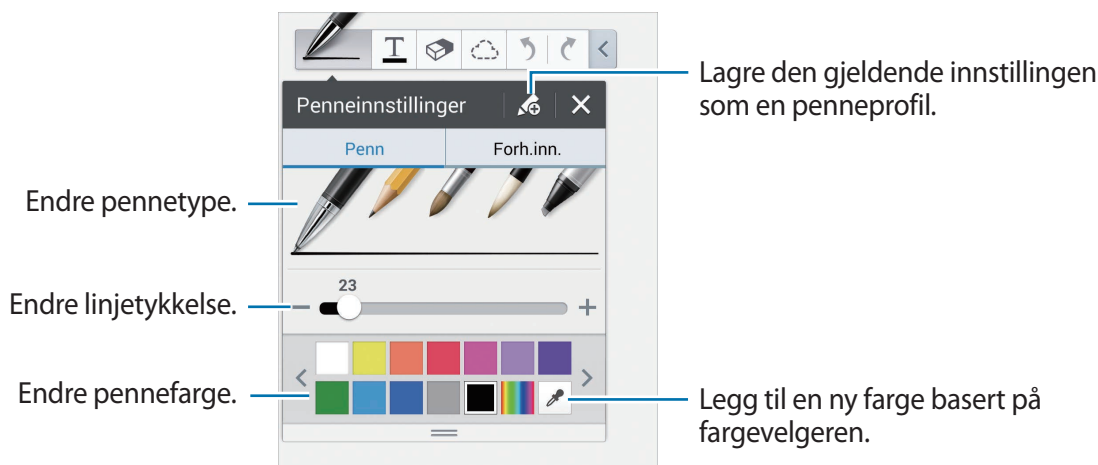 T
Penneinnstillinger
Lagre den gjeldende innstillingen
som en penneprofil.
Penn
Forh.inn.
Endre pennetype.
23
Endre linjetykkelse.
Endre pennefarge.
Legg til en ny farge basert på
fargevelgeren.